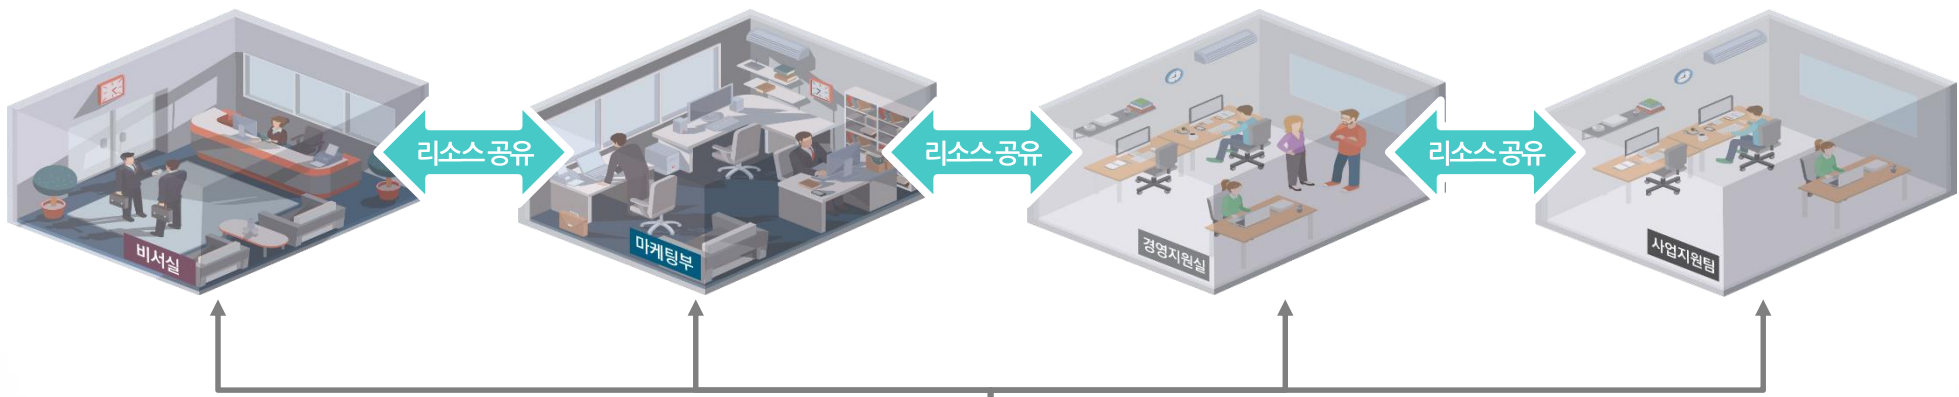 리소스 공유
리소스 공유
리소스 공유
비서실
마케팅부
경영지원실
사업지원팀